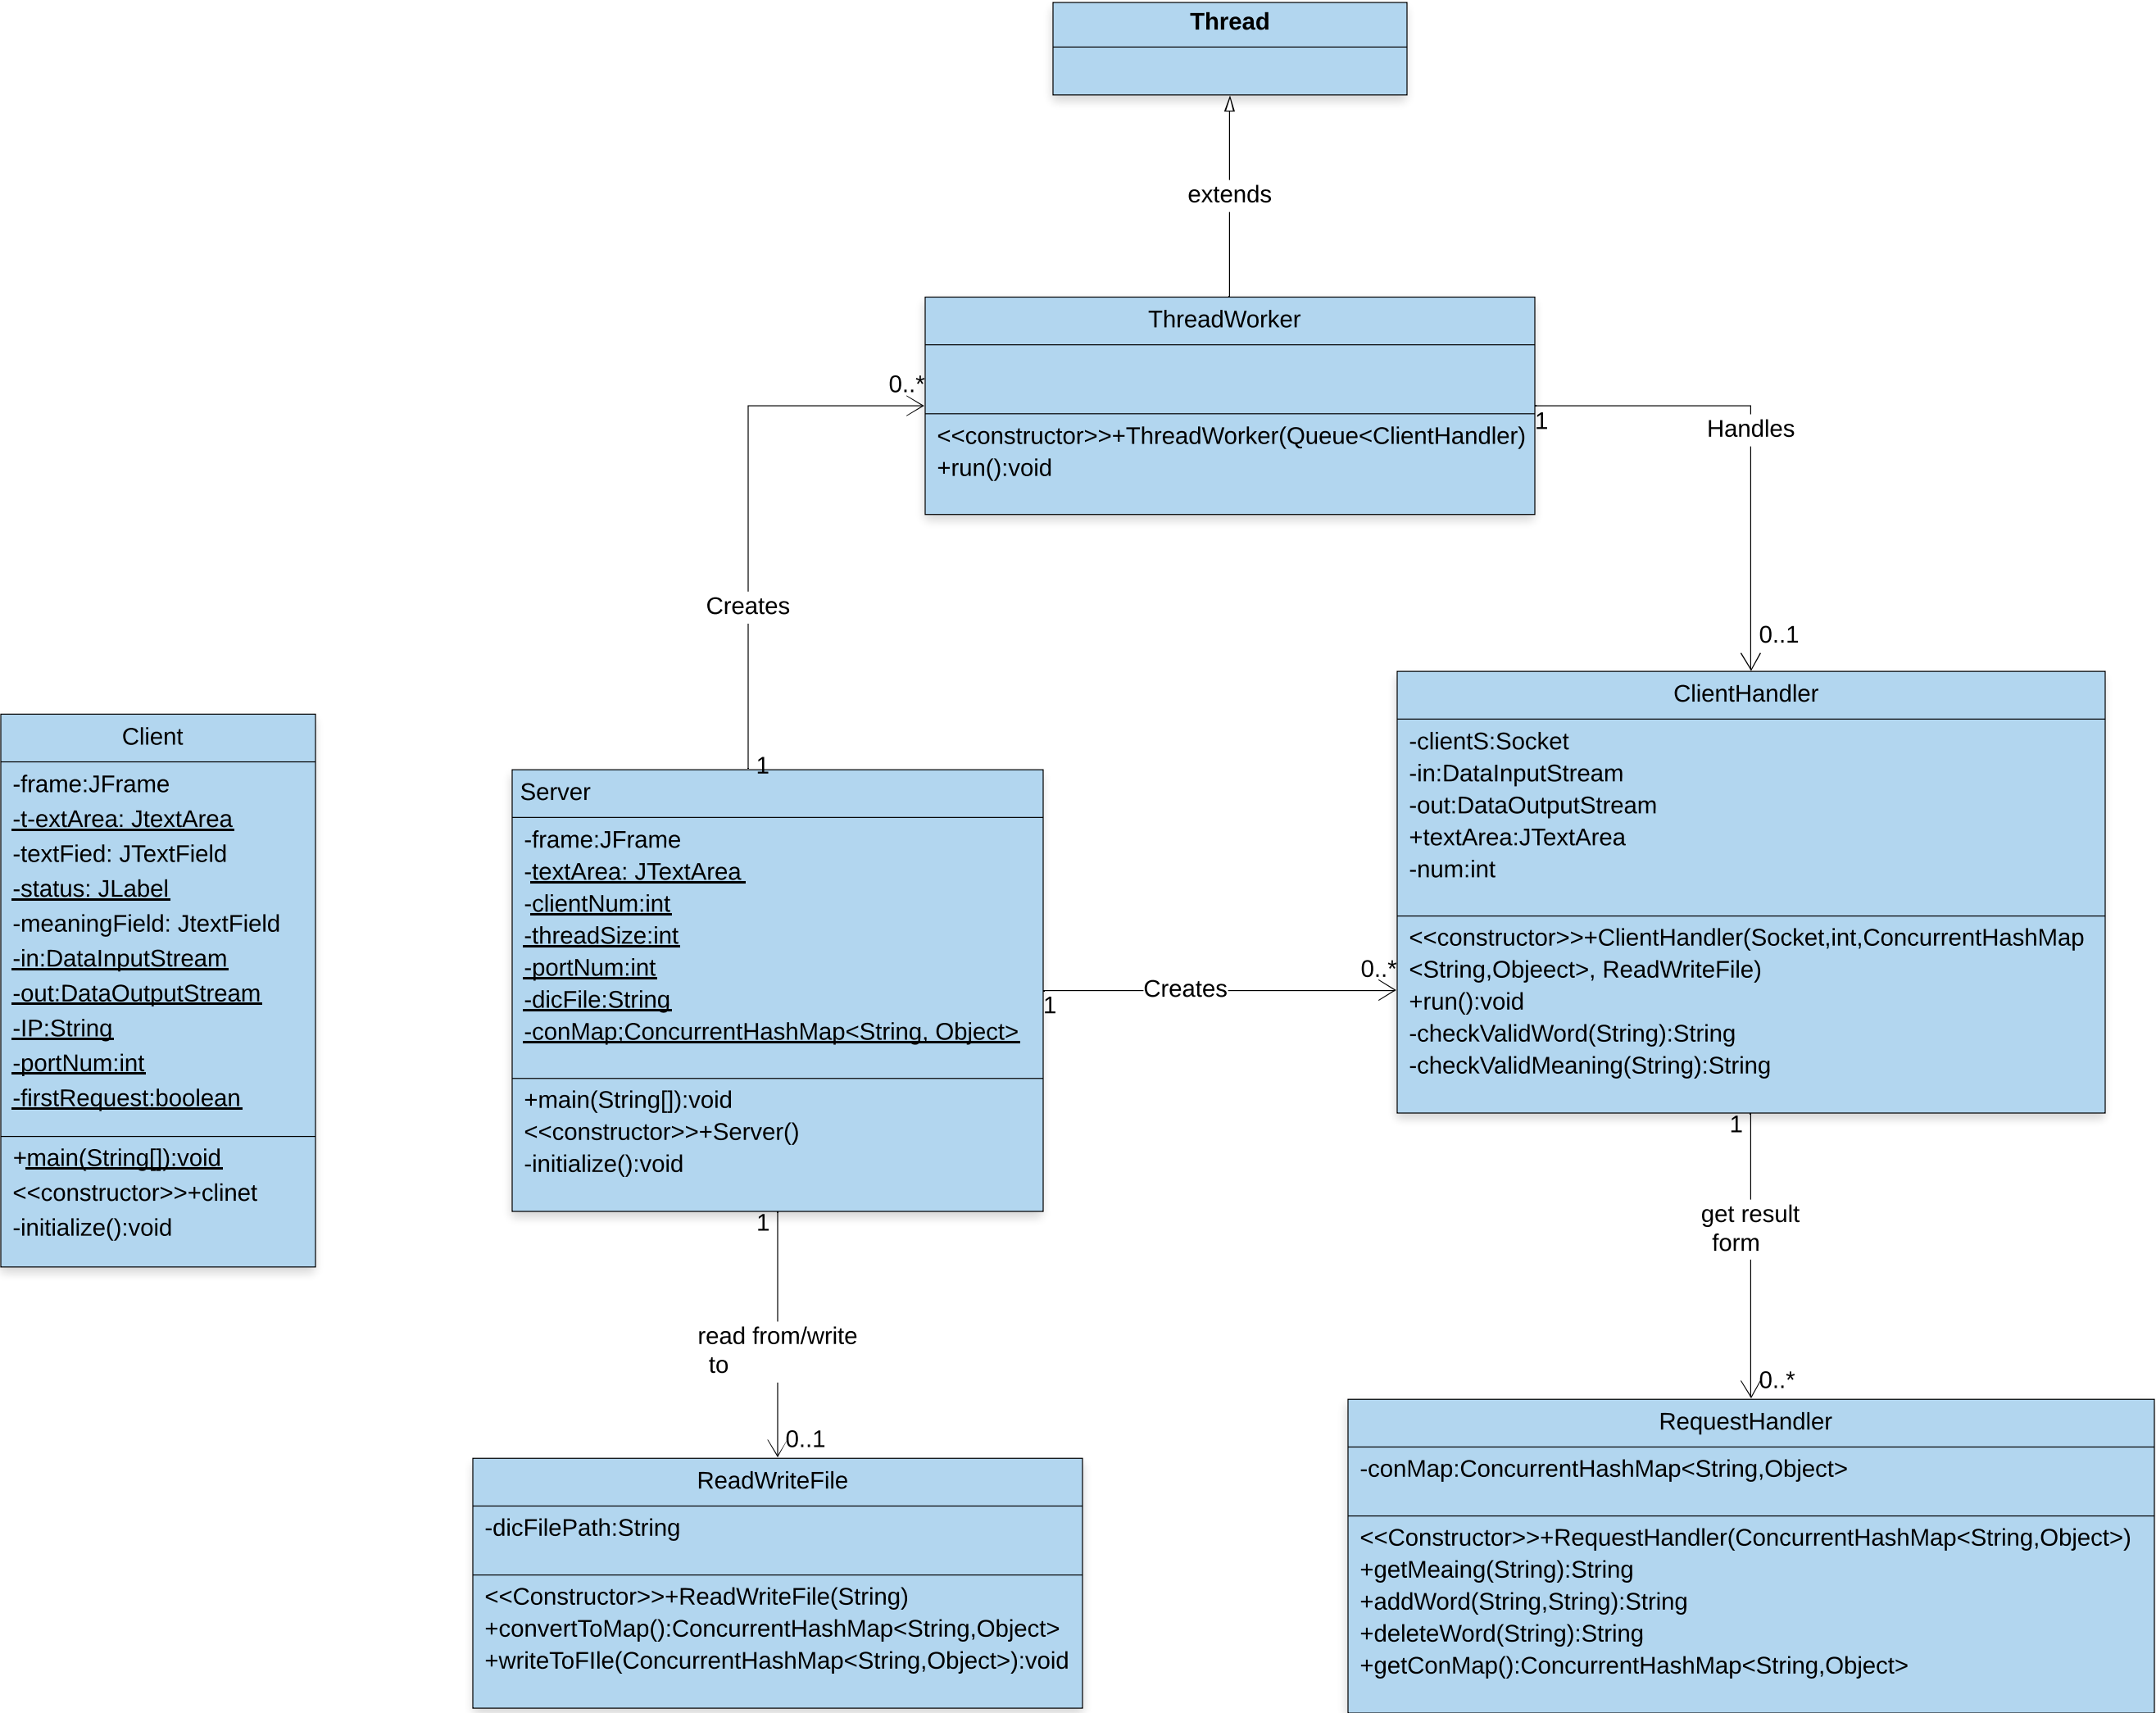 Thread
extends
ThreadWorker
<<constructor>>+ThreadWorker(Queue<ClientHandler)
+run():void
0..*
Creates
1
1
Handles
0..1
Client
-frame:JFrame
-t-extArea: JtextArea
-textFied: JTextField
-status: JLabel
-meaningField: JtextField
-in:DataInputStream
-out:DataOutputStream
-IP:String
-portNum:int
-firstRequest:boolean
+main(String[]):void
<<constructor>>+clinet
-initialize():void
Server
-frame:JFrame
-textArea: JTextArea
-clientNum:int
-threadSize:int
-portNum:int
-dicFile:String
-conMap;ConcurrentHashMap<String, Object>
+main(String[]):void
<<constructor>>+Server()
-initialize():void
1
Creates
0..*
ClientHandler
-clientS:Socket
-in:DataInputStream
-out:DataOutputStream
+textArea:JTextArea
-num:int
<<constructor>>+ClientHandler(Socket,int,ConcurrentHashMap
<String,Objeect>, ReadWriteFile)
+run():void
-checkValidWord(String):String
-checkValidMeaning(String):String
1
read from/write
to
0..1
1
get result
form
0..*
ReadWriteFile
-dicFilePath:String
<<Constructor>>+ReadWriteFile(String)
+convertToMap():ConcurrentHashMap<String,Object>
+writeToFIle(ConcurrentHashMap<String,Object>):void
RequestHandler
-conMap:ConcurrentHashMap<String,Object>
<<Constructor>>+RequestHandler(ConcurrentHashMap<String,Object>)
+getMeaing(String):String
+addWord(String,String):String
+deleteWord(String):String
+getConMap():ConcurrentHashMap<String,Object>